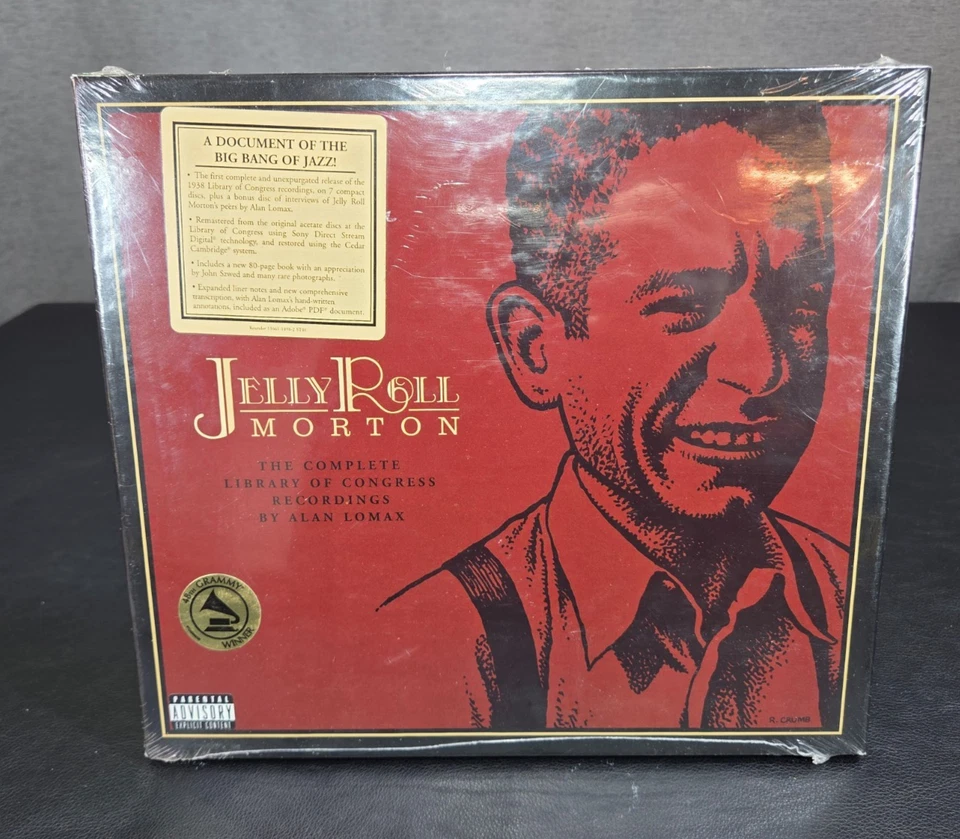 A DOCUMENT OF THE
BIG BANG OF JAZZ!
• The first complete and unexpurgated release of the
1938 Library of Congress recordings, on 7 compact
discs, plus a bonus disc of interviews of Jelly Roll
Morton's peers by Alan Lomax.
• Remastered from the original acetate discs at the
Library of Congress using Sony Direct Stream
Digital® technology, and restored using the Cedar
Cambridge® system.
• Includes a new 80-page book with an appreciation
by John Szwed and many rare photographs.
• Expanded liner notes and new comprehensive
transcription, with Alan Lomax's hand-written
annotations, included as an Adobe® PDF® document.
JELLY ROLL
MORTON
THE COMPLETE
LIBRARY OF CONGRESS
RECORDINGS
BY ALAN LOMAX
48TH GRAMMY
WINNER
PARENTAL
ADVISORY
EXPLICIT CONTENT
R. CRUMB